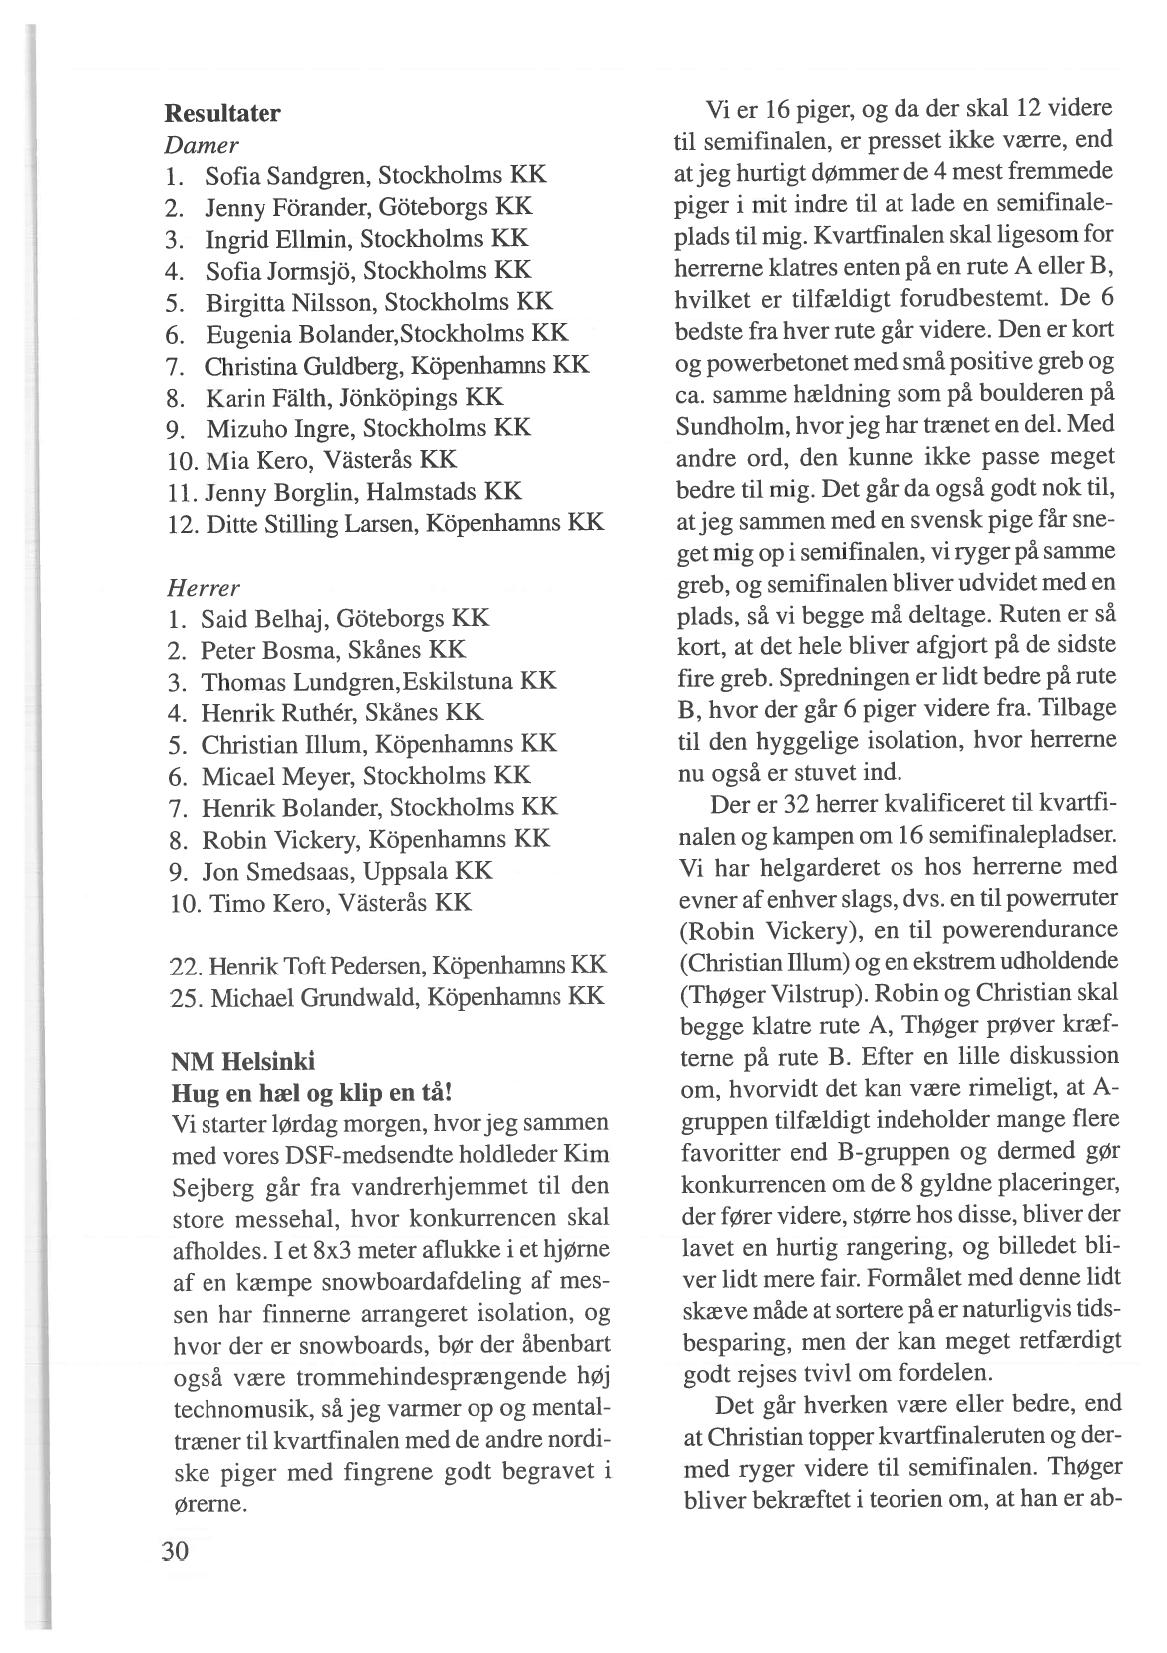 Resultater
Damer
1. Sofia Sandgren, Stockholms KK
2. Jenny Förander, Göteborgs KK
3. Ingrid Ellmin, Stockholms KK
4. Sofia Jormsjö, Stockholms KK
5. Birgitta Nilsson, Stockholms KK
6. Eugenia Bolander,Stockholms KK
7. Christina Guldberg, Köpenhamns KK
8. Karin Fälth, Jönköpings KK
9. Mizuho Ingre, Stockholms KK
10. Mia Kero, Västerås KK
11. Jenny Borglin, Halmstads KK
12. Ditte Stilling Larsen, Köpenhamns KK
Herrer
1. Said Belhaj, Göteborgs KK
2. Peter Bosma, Skånes KK
3. Thomas Lundgren,Eskilstuna KK
4. Henrik Ruthér, Skånes KK
5. Christian Illum, Köpenhamns KK
6. Micael Meyer, Stockholms KK
7. Henrik Bolander, Stockholms KK
8. Robin Vickery, Köpenhamns KK
9. Jon Smedsaas, Uppsala KK
10. Timo Kero, Västerås KK
22. Henrik Toft Pedersen, Köpenhamns KK
25. Michael Grundwald, Köpenhamns KK
NM Helsinki
Hug en hæl og klip en tå!
Vi starter lørdag morgen, hvor jeg sammen
med vores DSF-medsendte holdleder Kim
Sejberg går fra vandrerhjemmet til den
store messehal, hvor konkurrencen skal
afholdes. I et 8x3 meter aflukke i et hjørne
af en kæmpe snowboardafdeling af mes-
sen har finnerne arrangeret isolation, og
hvor der er snowboards, bør der åbenbart
også være trommehindesprængende høj
technomusik, så jeg varmer op og mental-
træner til kvartfinalen med de andre nordi-
ske piger med fingrene godt begravet i
ørerne.
30
Vi er 16 piger, og da der skal 12 videre
til semifinalen, er presset ikke værre, end
at jeg hurtigt dømmer de 4 mest fremmede
piger i mit indre til at lade en semifinale-
plads til mig. Kvartfinalen skal ligesom for
herrerne klatres enten på en rute A eller B,
hvilket er tilfældigt forudbestemt. De 6
bedste fra hver rute går videre. Den er kort
og powerbetonet med små positive greb og
ca. samme hældning som på boulderen på
Sundholm, hvor jeg har trænet en del. Med
andre ord, den kunne ikke passe meget
bedre til mig. Det går da også godt nok til,
at jeg sammen med en svensk pige får sne-
get mig op i semifinalen, vi ryger på samme
greb, og semifinalen bliver udvidet med en
plads, så vi begge må deltage. Ruten er så
kort, at det hele bliver afgjort på de sidste
fire greb. Spredningen er lidt bedre på rute
B, hvor der går 6 piger videre fra. Tilbage
til den hyggelige isolation, hvor herrerne
nu også er stuvet ind.
Der er 32 herrer kvalificeret til kvartfi-
nalen og kampen om 16 semifinalepladser.
Vi har helgarderet os hos herrerne med
evner af enhver slags, dvs. en til powerruter
(Robin Vickery), en til powerendurance
(Christian Illum) og en ekstrem udholdende
(Thøger Vilstrup). Robin og Christian skal
begge klatre rute A, Thøger prøver kræf-
terne på rute B. Efter en lille diskussion
om, hvorvidt det kan være rimeligt, at A-
gruppen tilfældigt indeholder mange flere
favoritter end B-gruppen og dermed gør
konkurrencen om de 8 gyldne placeringer,
der fører videre, større hos disse, bliver der
lavet en hurtig rangering, og billedet bli-
ver lidt mere fair. Formålet med denne lidt
skæve måde at sortere på er naturligvis tids-
besparing, men der kan meget retfærdigt
godt rejses tvivl om fordelen.
Det går hverken være eller bedre, end
at Christian topper kvartfinaleruten og der-
med ryger videre til semifinalen. Thøger
bliver bekræftet i teorien om, at han er ab-